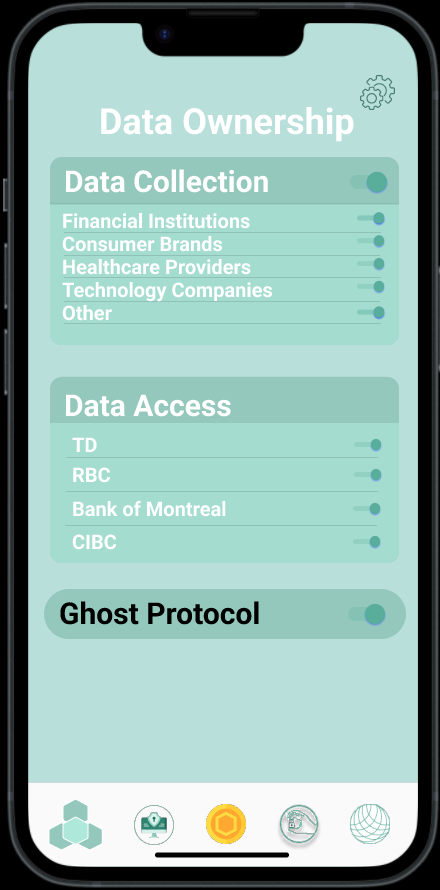 Data Ownership
Data Collection
Financial Institutions
Consumer Brands
Healthcare Providers
Technology Companies
Other
Data Access
TD
RBC
Bank of Montreal
CIBC
Ghost Protocol